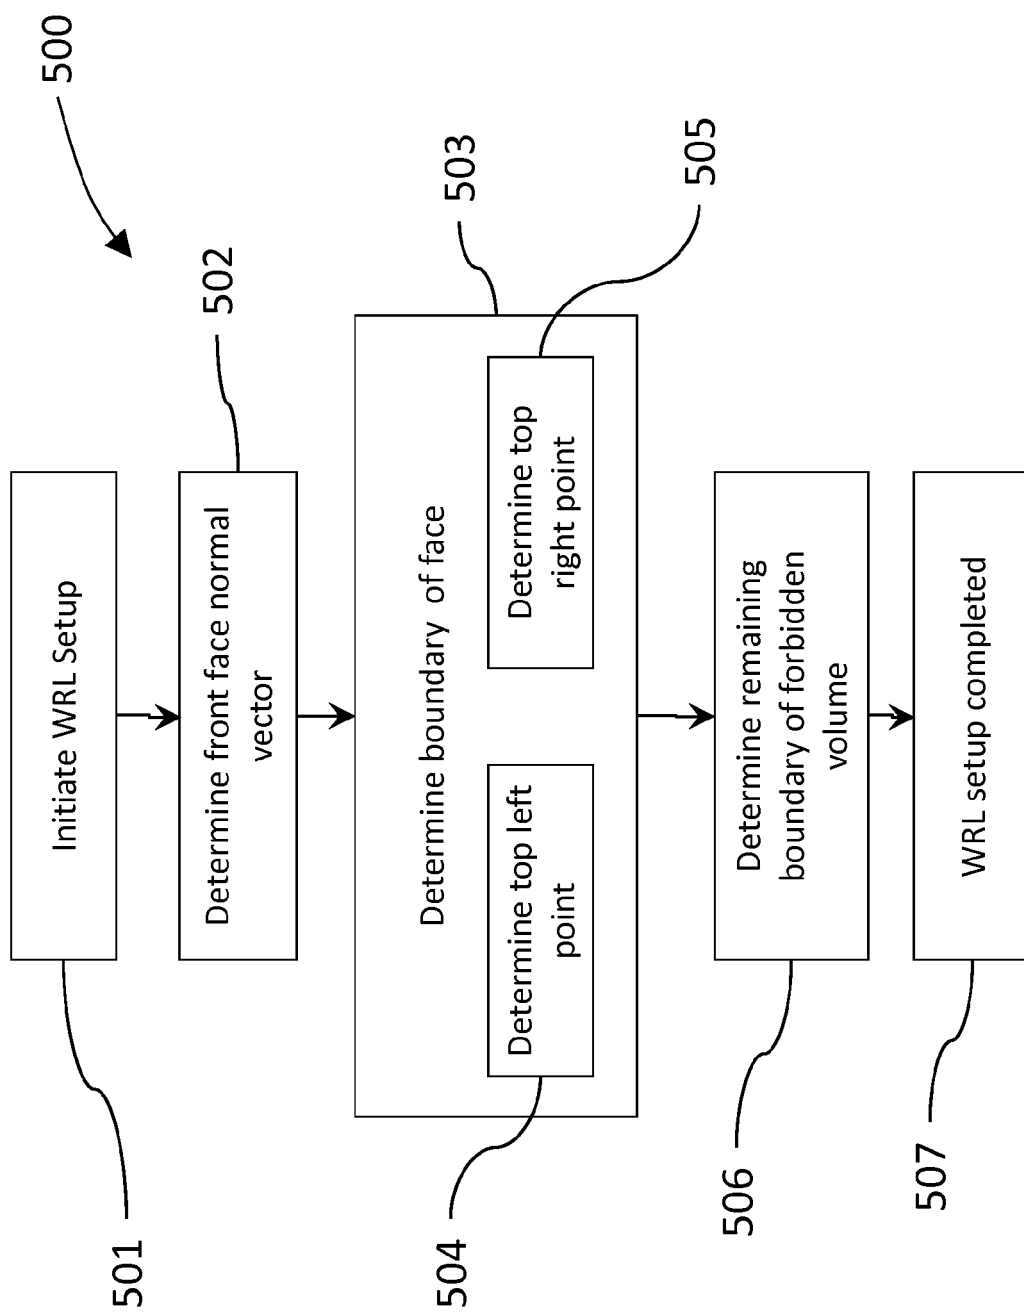 500
501
Initiate WRL Setup
502
Determine front face normal
vector
503
Determine boundary of face
504
Determine top left
point
505
Determine top
right point
506
Determine remaining
boundary of forbidden
volume
507
WRL setup completed